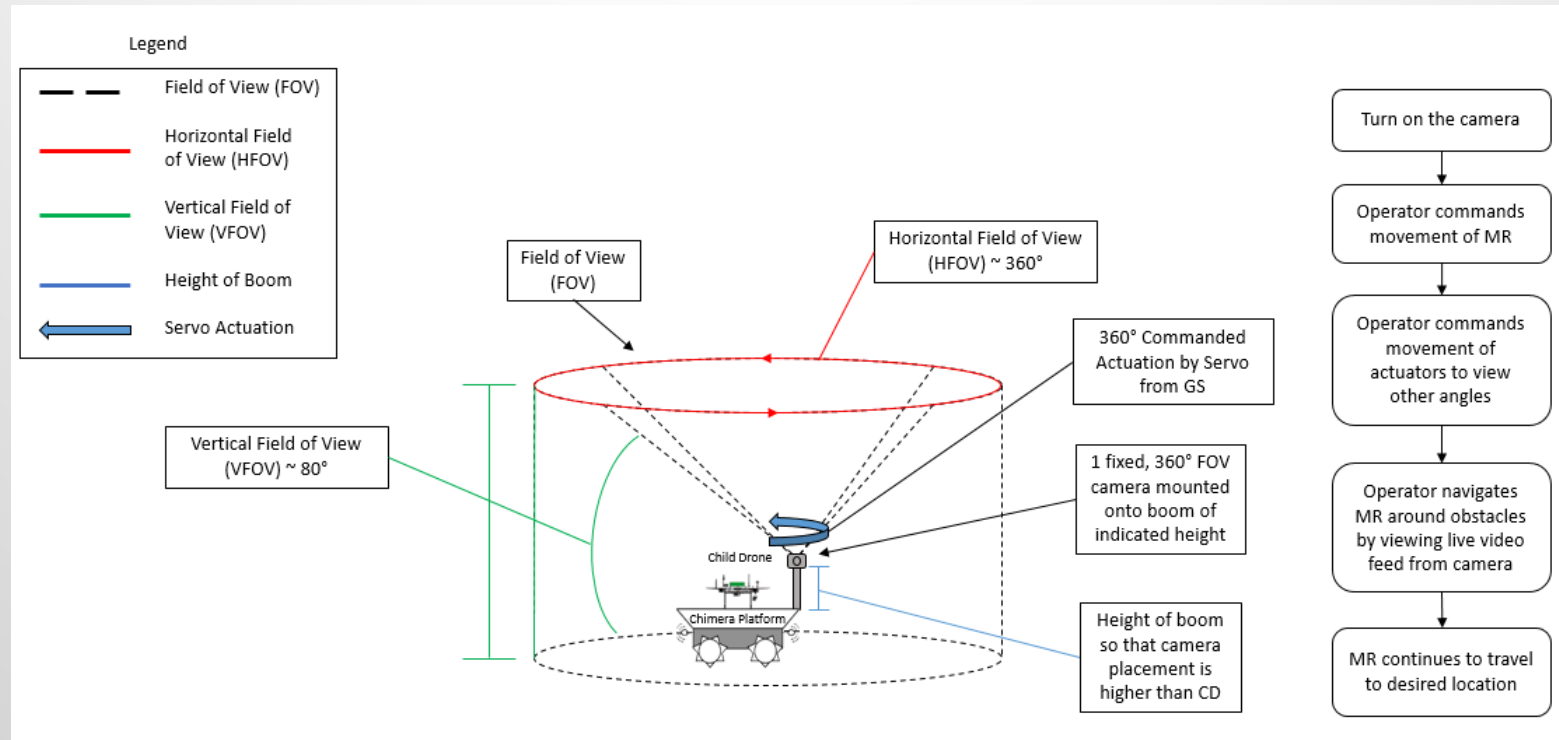 Legend
Field of View (FOV)
Horizontal Field
of View (HFOV)
Vertical Field of
View (VFOV)
Height of Boom
Servo Actuation
Field of View
(FOV)
Horizontal Field of View
(HFOV) ~ 360°
Vertical Field of View
(VFOV) ~ 80°
360° Commanded
Actuation by Servo
from GS
1 fixed, 360° FOV
camera mounted
onto boom of
indicated height
Child Drone
Chimera Platform
Height of boom
so that camera
placement is
higher than CD
Turn on the camera
Operator commands
movement of MR
Operator commands
movement of
actuators to view
other angles
Operator navigates
MR around obstacles
by viewing live video
feed from camera
MR continues to travel
to desired location